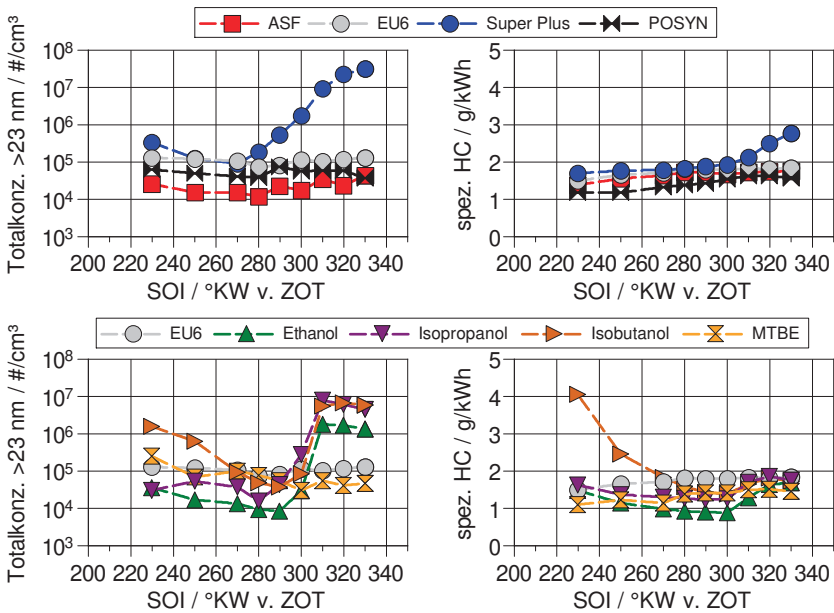 ASF EU6 Super Plus POSYN
Totalkonz. >23 nm / #/cm³
10⁸
10⁷
10⁶
10⁵
10⁴
10³
200 220 240 260 280 300 320 340
SOI / °KW v. ZOT
spez. HC / g/kWh
5
4
3
2
1
0
200 220 240 260 280 300 320 340
SOI / °KW v. ZOT
EU6 Ethanol Isopropanol Isobutanol MTBE
Totalkonz. >23 nm / #/cm³
10⁸
10⁷
10⁶
10⁵
10⁴
10³
200 220 240 260 280 300 320 340
SOI / °KW v. ZOT
spez. HC / g/kWh
5
4
3
2
1
0
200 220 240 260 280 300 320 340
SOI / °KW v. ZOT